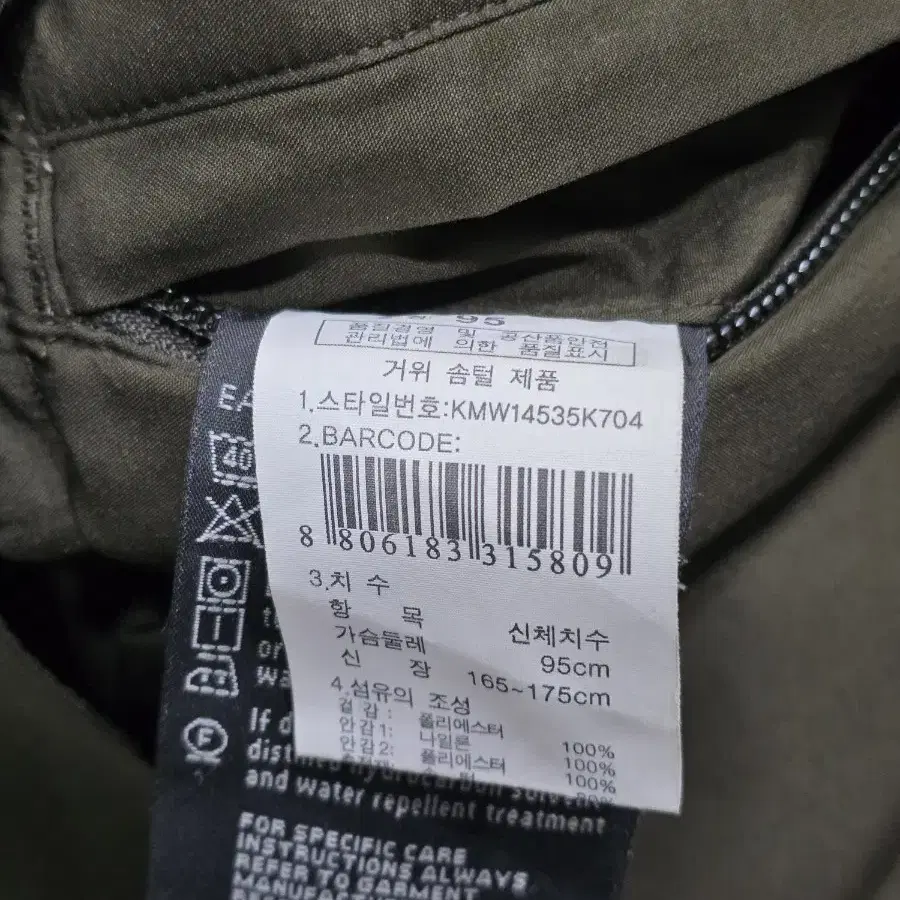 95
품질경영 및 공산품안전
관리법에 의한 품질표시
거위 솜털 제품
1.스타일번호:KMW14535K704
2.BARCODE:
8 806183 315809
3.치 수
항 목 신체치수
가슴둘레 95cm
신 장 165~175cm
4.섬유의 조성
겉감: 폴리에스터 100%
안감1: 나일론 100%
안감2: 폴리에스터 100%
털 80%
EA
40
or
wa
If d
distilled hydrocarbon solvent
and water repellent treatment
FOR SPECIFIC CARE
INSTRUCTIONS ALWAYS
REFER TO GARMENT
MANUFACTURER
F